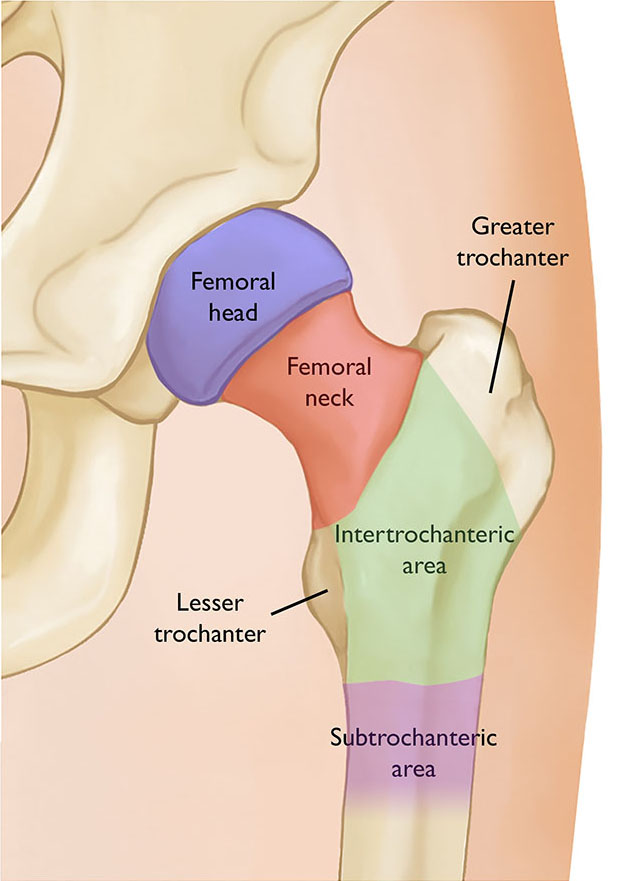 Greater
trochanter
Femoral
head
Femoral
neck
Intertrochanteric
area
Lesser
trochanter
Subtrochanteric
area